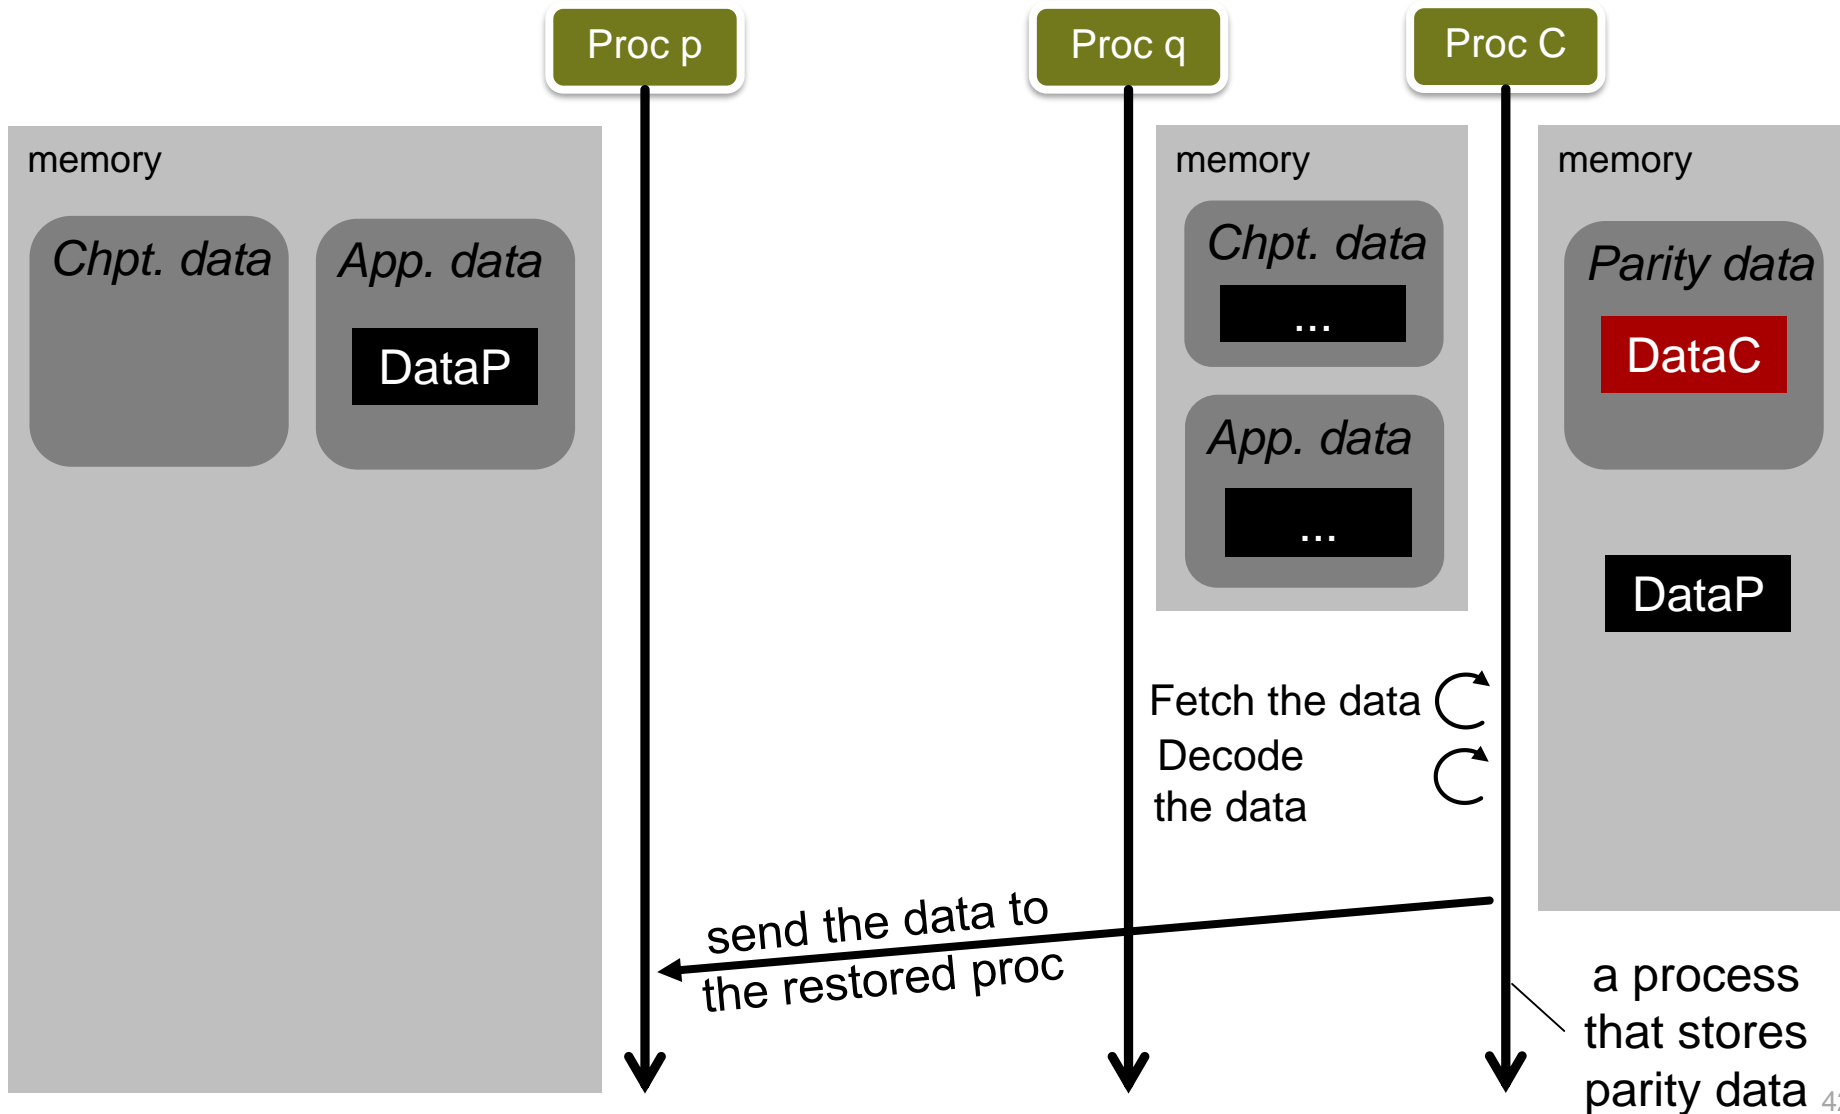 Proc p
Proc q
Proc C
memory
memory
memory
Chpt. data
App. data
Chpt. data
Parity data
DataP
...
DataC
App. data
...
DataP
Fetch the data
Decode
the data
send the data to
the restored proc
a process
that stores
parity data